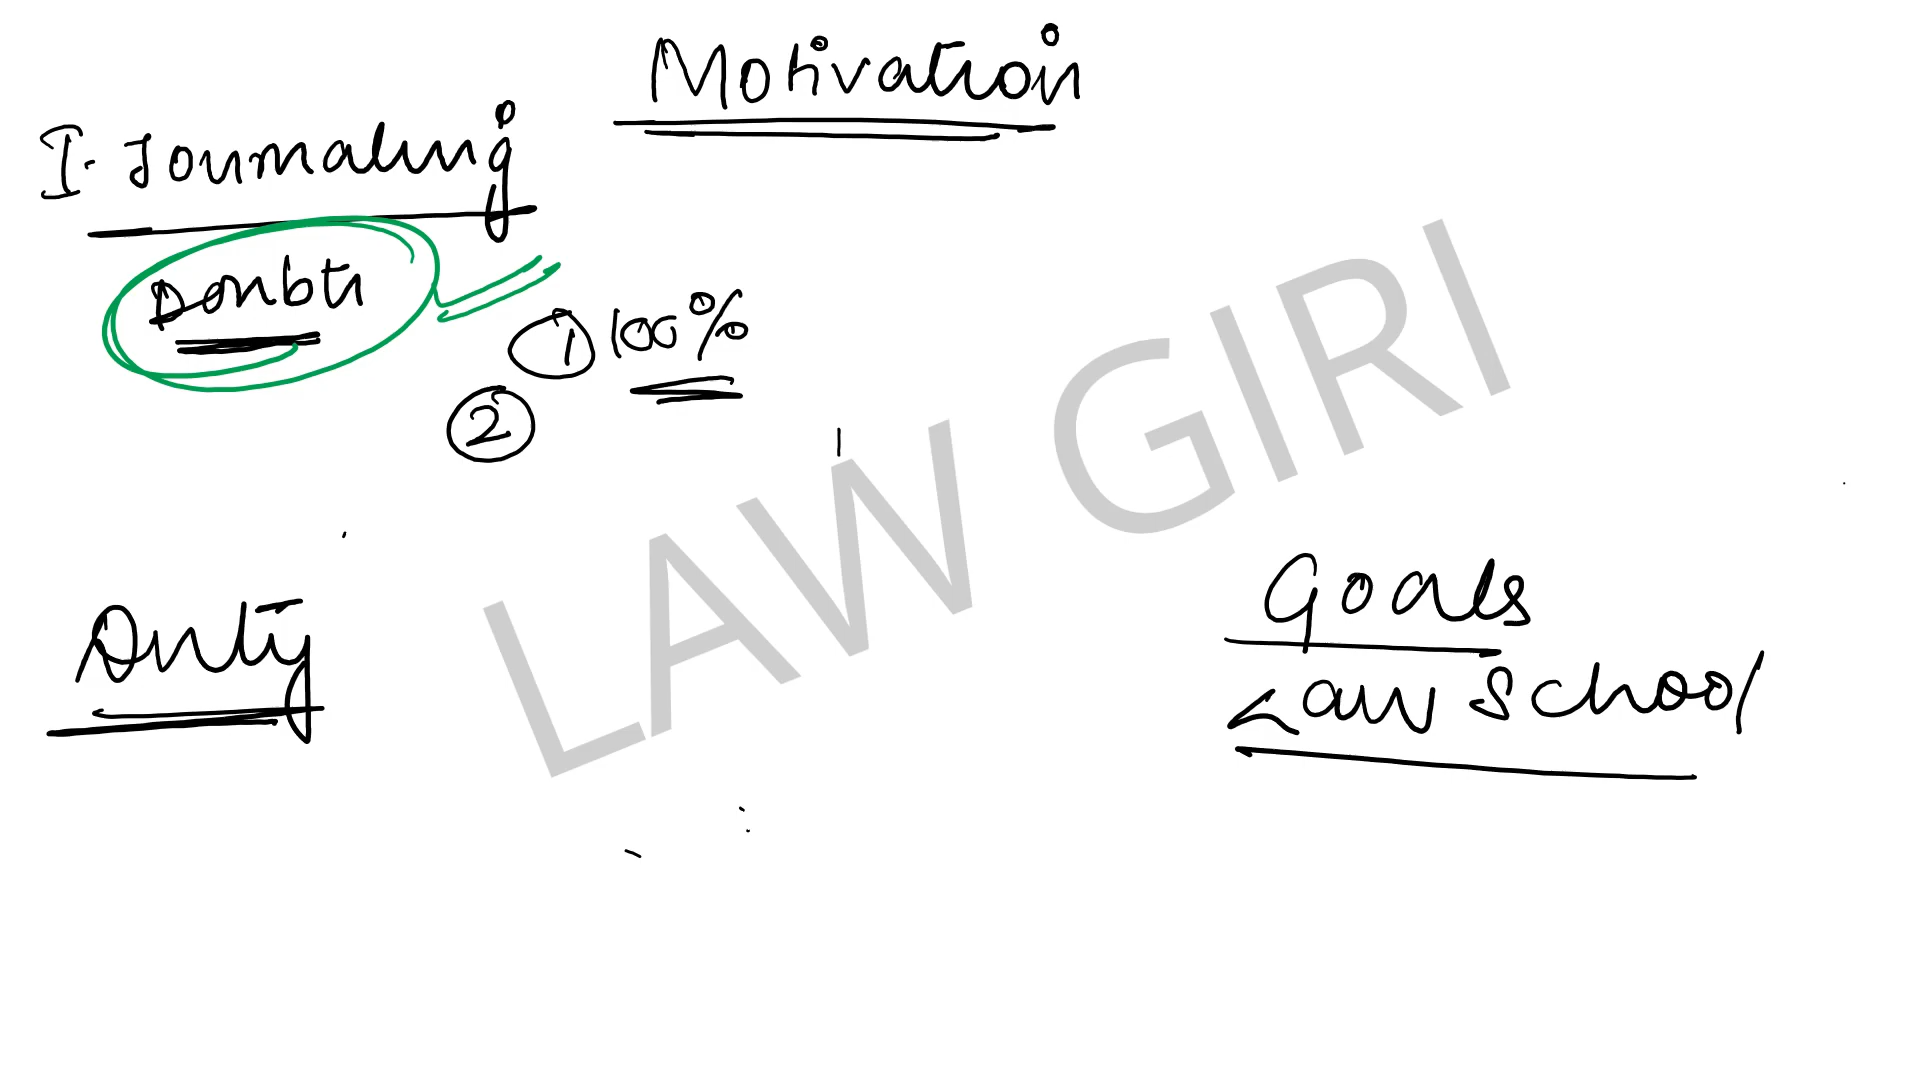 Motivation
I. Journaling
Doubts
① 100%
②
LAW GIRI
Duty
Goals
Law School